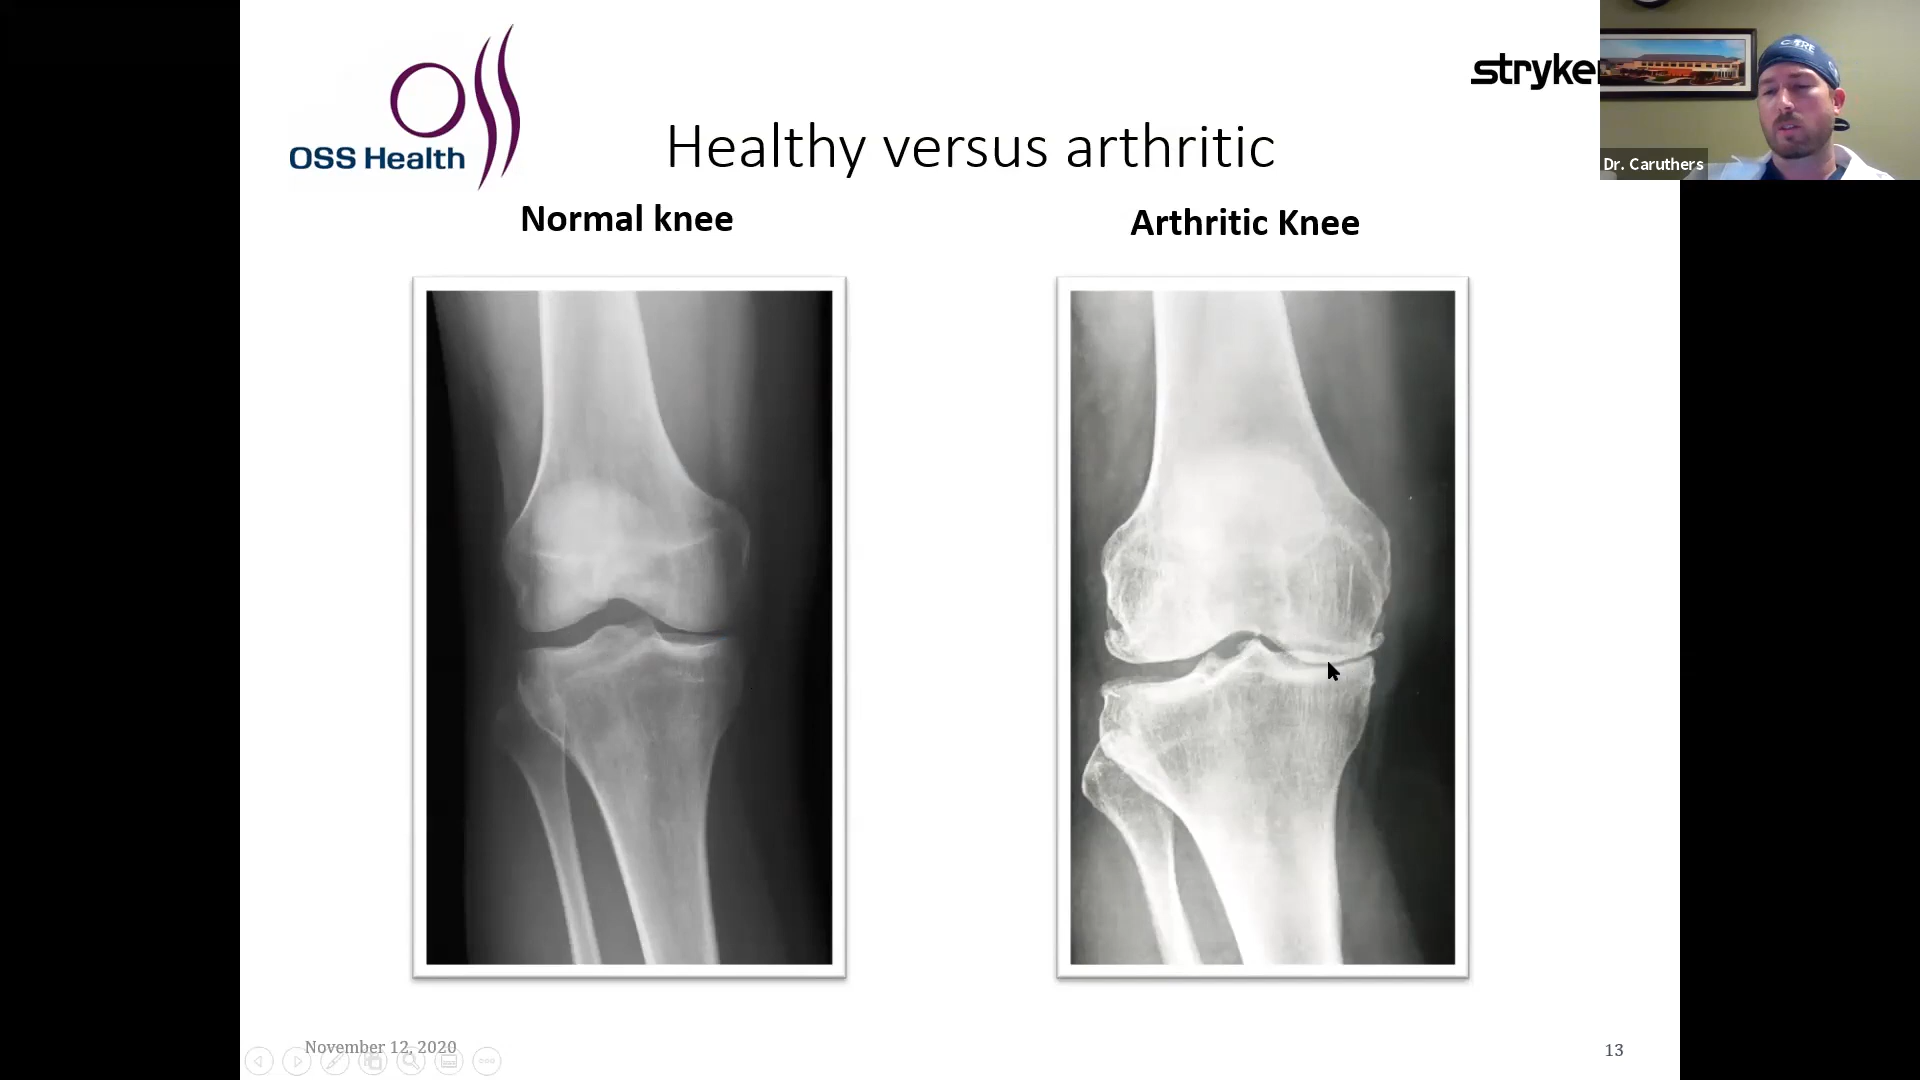 OSS Health
stryke
Healthy versus arthritic
Normal knee
Arthritic Knee
Dr. Caruthers
November 12, 2020
13